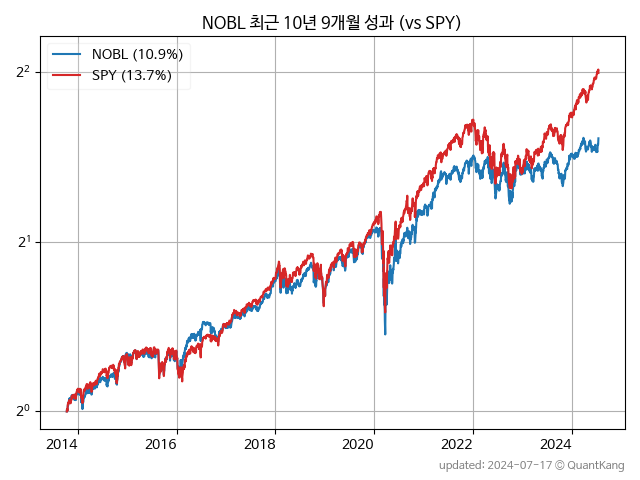 NOBL 최근 10년 9개월 성과 (vs SPY)
NOBL (10.9%)
SPY (13.7%)
2²
2¹
2⁰
2014 2016 2018 2020 2022 2024
updated: 2024-07-17 © QuantKang